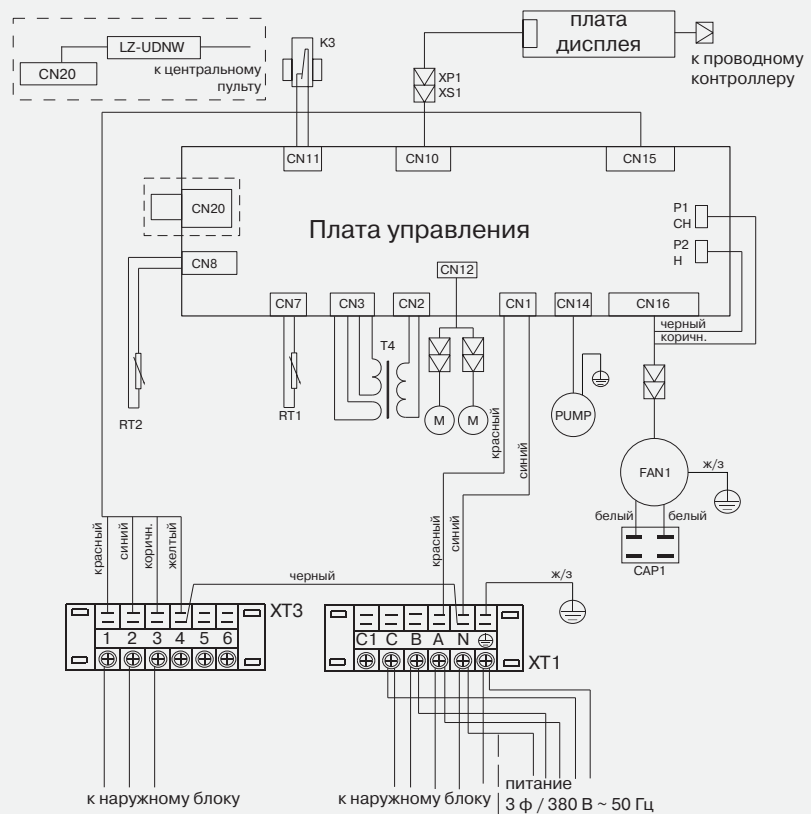 LZ-UDNW
CN20
к центральному
пульту
K3
XP1
XS1
плата
дисплея
к проводному
контроллеру
CN11
CN10
CN15
CN20
Плата управления
P1
CH
P2
H
CN8
CN12
CN7
CN3
CN2
CN1
CN14
CN16
черный
коричн.
T4
RT2
RT1
M
M
PUMP
красный
синий
FAN1
ж/з
белый
белый
CAP1
красный
синий
коричн.
желтый
красный
синий
черный
ж/з
XT3
1 2 3 4 5 6
C1 C B A N
XT1
к наружному блоку
к наружному блоку
питание
3 ф / 380 В ~ 50 Гц